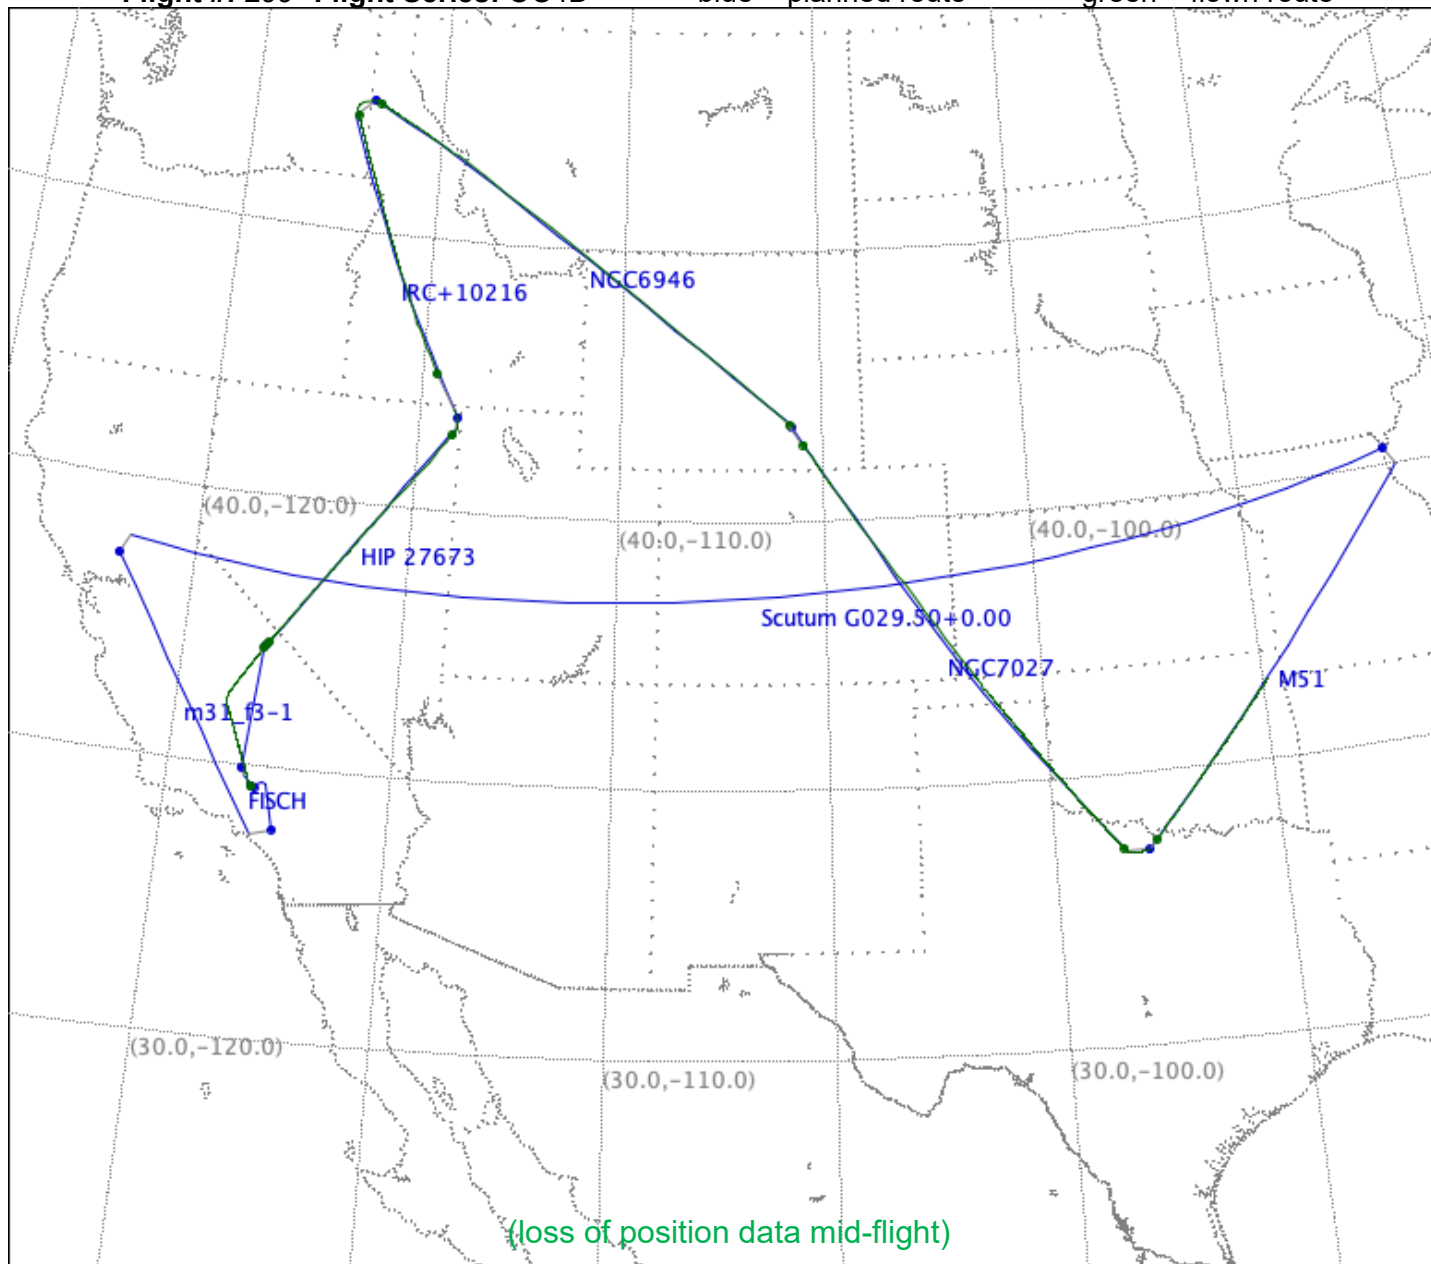 NGC6946
IRC+10216
(40.0,-120.0)
(40.0,-110.0)
(40.0,-100.0)
HIP 27673
Scutum G029.50+0.00
NGC7027
M51
m31_f3-1
FISCH
(30.0,-120.0)
(30.0,-110.0)
(30.0,-100.0)
(loss of position data mid-flight)